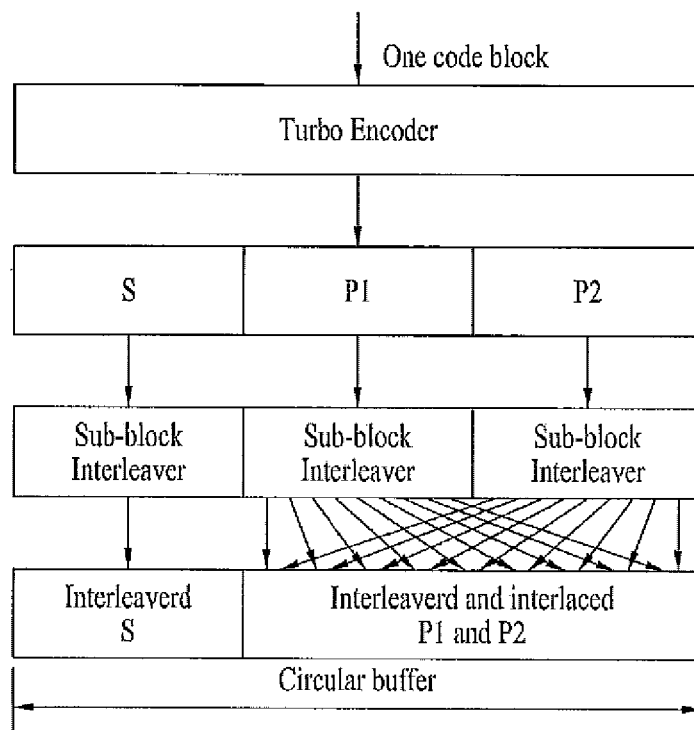 One code block
Turbo Encoder
S
P1
P2
Sub-block
Interleaver
Sub-block
Interleaver
Sub-block
Interleaver
Interleaverd
S
Interleaverd and interlaced
P1 and P2
Circular buffer